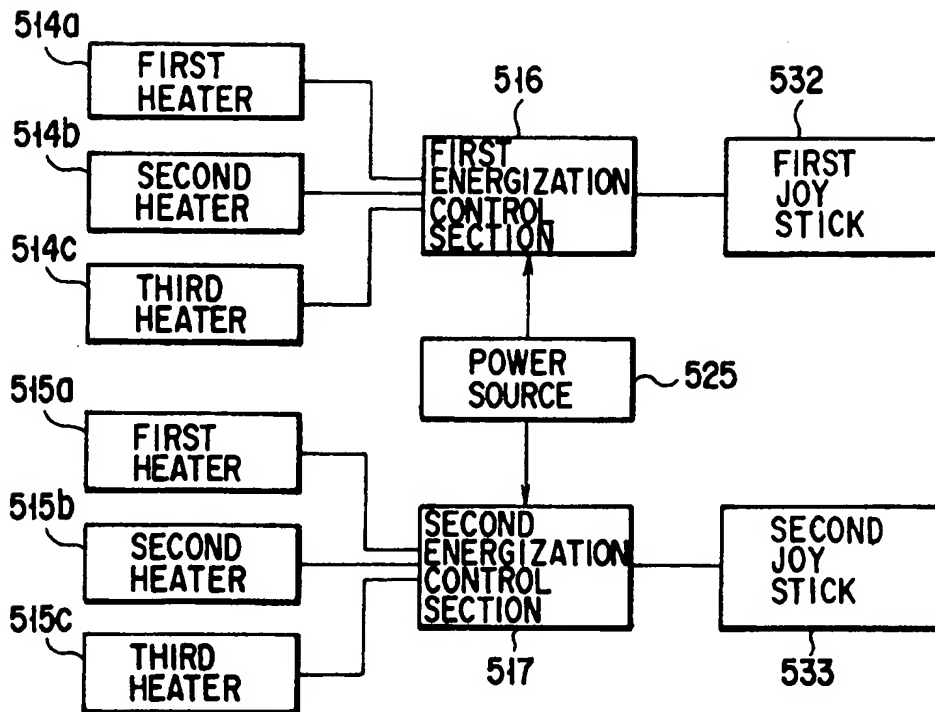 514a
FIRST
HEATER
514b
SECOND
HEATER
514c
THIRD
HEATER
516
FIRST
ENERGIZATION
CONTROL
SECTION
532
FIRST
JOY
STICK
POWER
SOURCE
525
515a
FIRST
HEATER
515b
SECOND
HEATER
515c
THIRD
HEATER
SECOND
ENERGIZATION
CONTROL
SECTION
517
SECOND
JOY
STICK
533